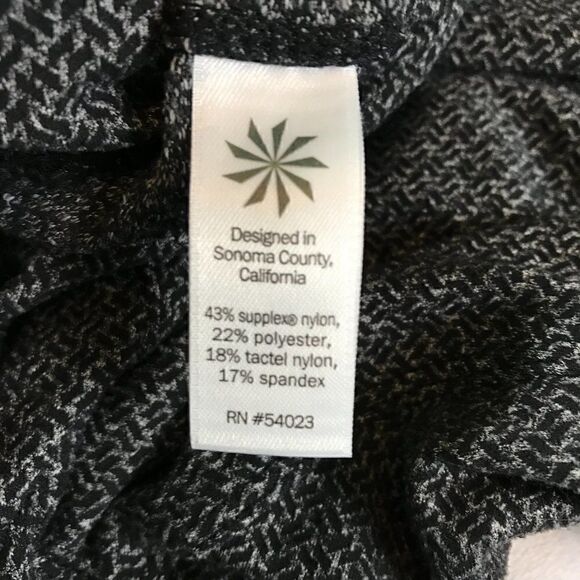 Designed in
Sonoma County,
California
43% supplex® nylon,
22% polyester,
18% tactel nylon,
17% spandex
RN #54023